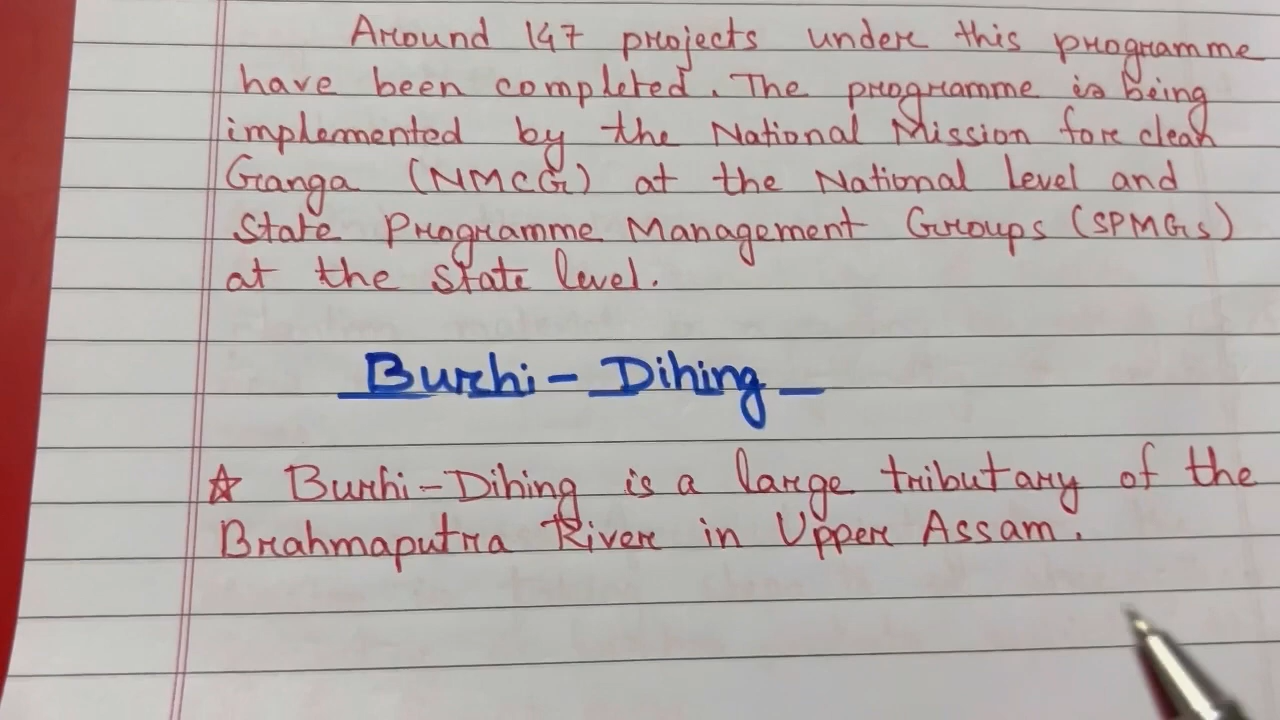 Around 147 projects under this programme
have been completed. The programme is being
implemented by the National Mission for clean
Ganga (NMCG) at the National Level and
State Programme Management Groups (SPMGs)
at the state level.
Burhi - Dihing
☆ Burhi-Dihing is a large tributary of the
Brahmaputra River in Upper Assam.